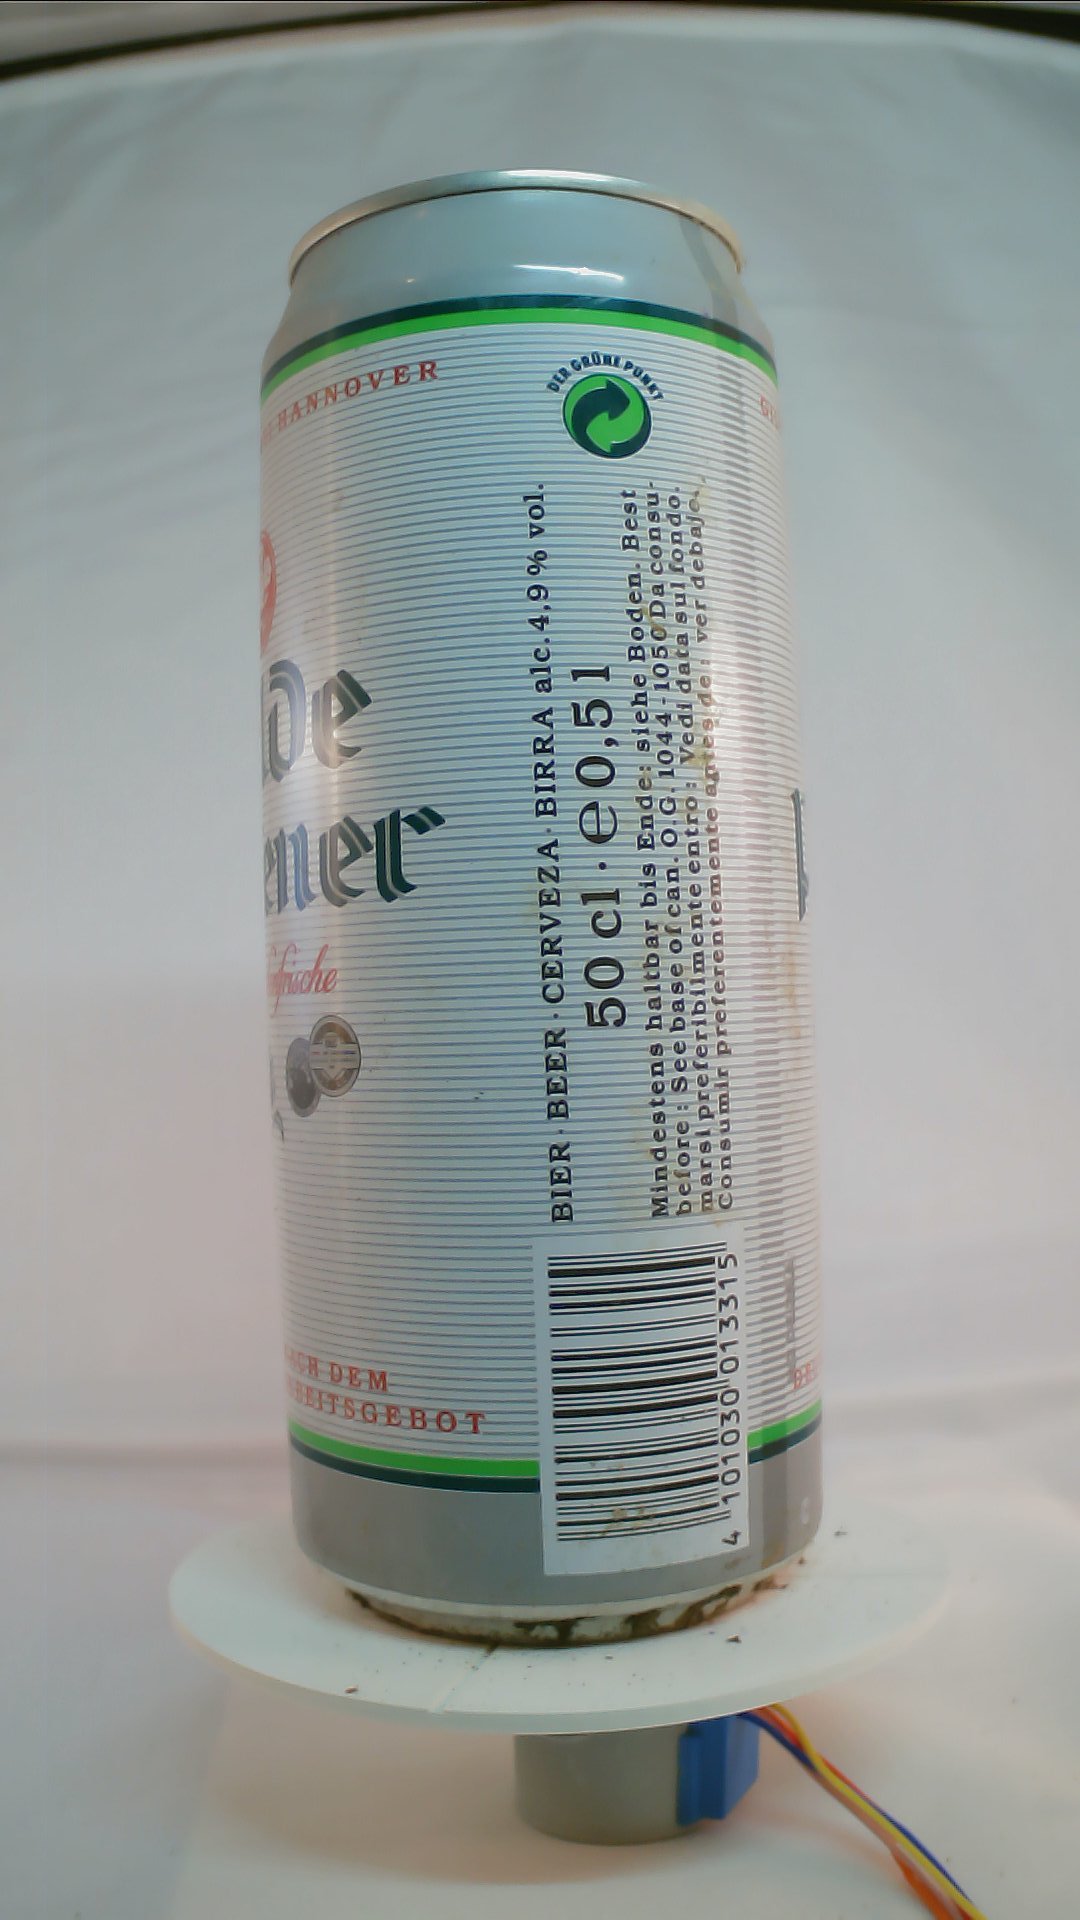 HANNOVER
DER GRÜNE PUNKT
frische
DEM
BIER · BEER · CERVEZA · BIRRA alc. 4,9 % vol.
50 cl · e 0,5 l
Mindestens haltbar bis Ende: siehe Boden. Best
before: See base of can. O.G. 1044-1050 Da consu-
marsi preferibilmente entro: Vedi data sul fondo.
Consumir preferentemente antes de: ver debajo.
4 101030 013315